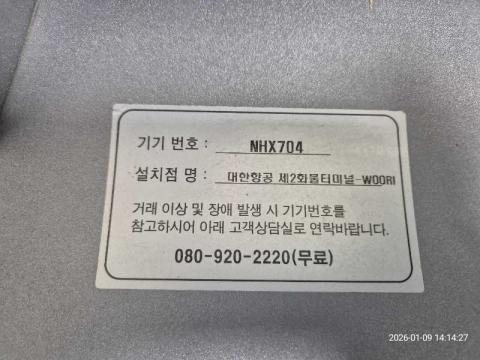 기기 번호 : NHX704
설치점 명 : 대한항공 제2화물터미널-WOORI
거래 이상 및 장애 발생 시 기기번호를
참고하시어 아래 고객상담실로 연락바랍니다.
080-920-2220(무료)
2026-01-09 14:14:27